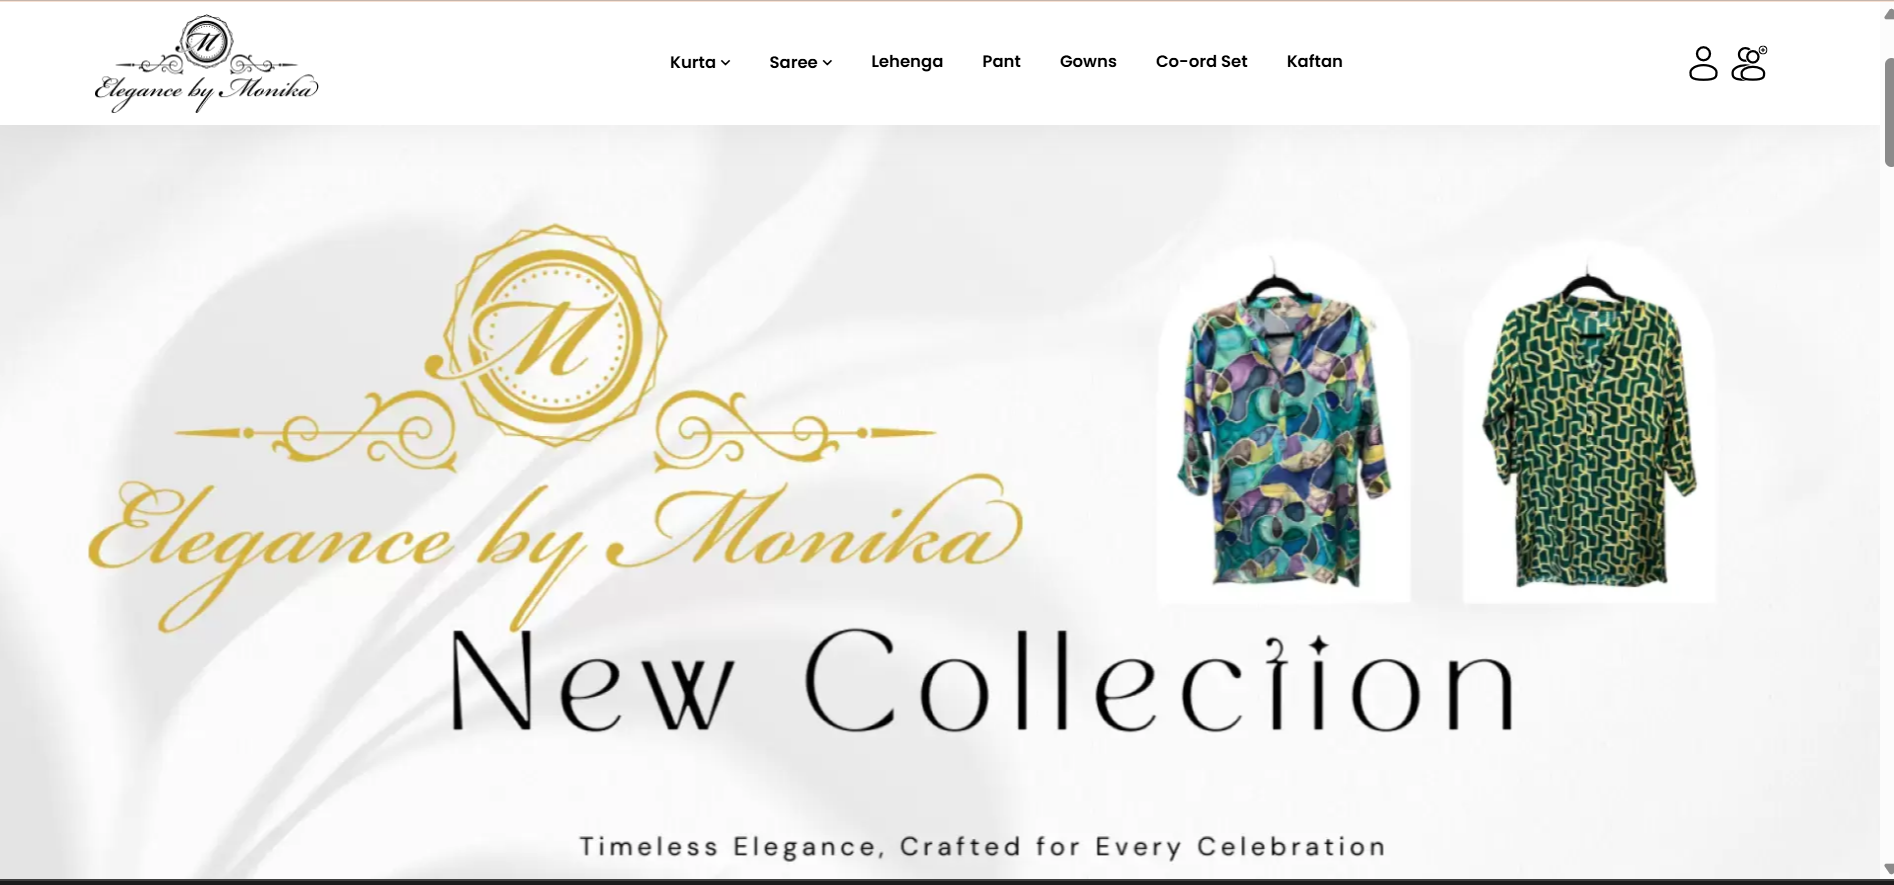 M
Elegance by Monika
Kurta
Saree
Lehenga
Pant
Gowns
Co-ord Set
Kaftan
M
Elegance by Monika
New Collection
Timeless Elegance, Crafted for Every Celebration